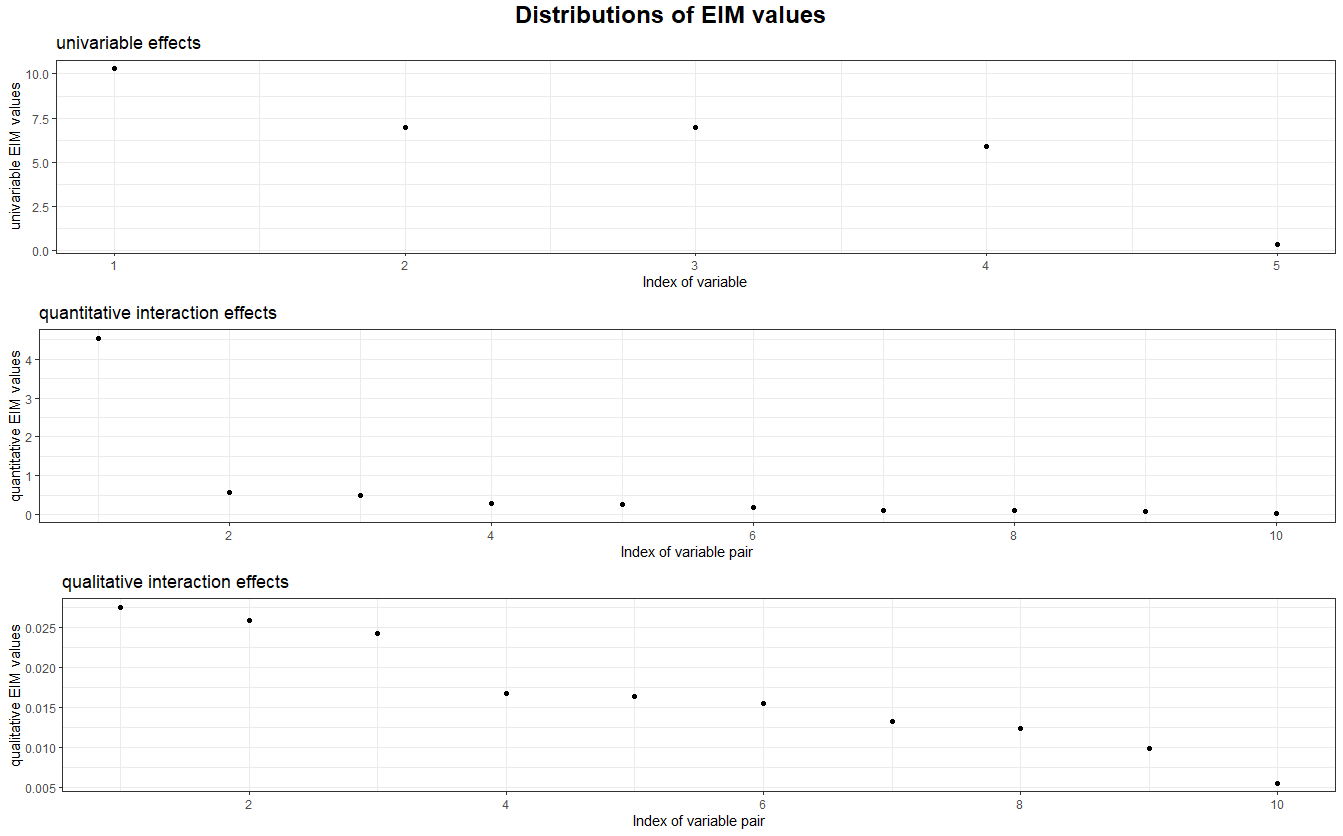 Distributions of EIM values
univariable effects
univariable EIM values
10.0
7.5
5.0
2.5
0.0
1 2 3 4 5
Index of variable
quantitative interaction effects
quantitative EIM values
4
3
2
1
0
2 4 6 8 10
Index of variable pair
qualitative interaction effects
qualitative EIM values
0.025
0.020
0.015
0.010
0.005
2 4 6 8 10
Index of variable pair